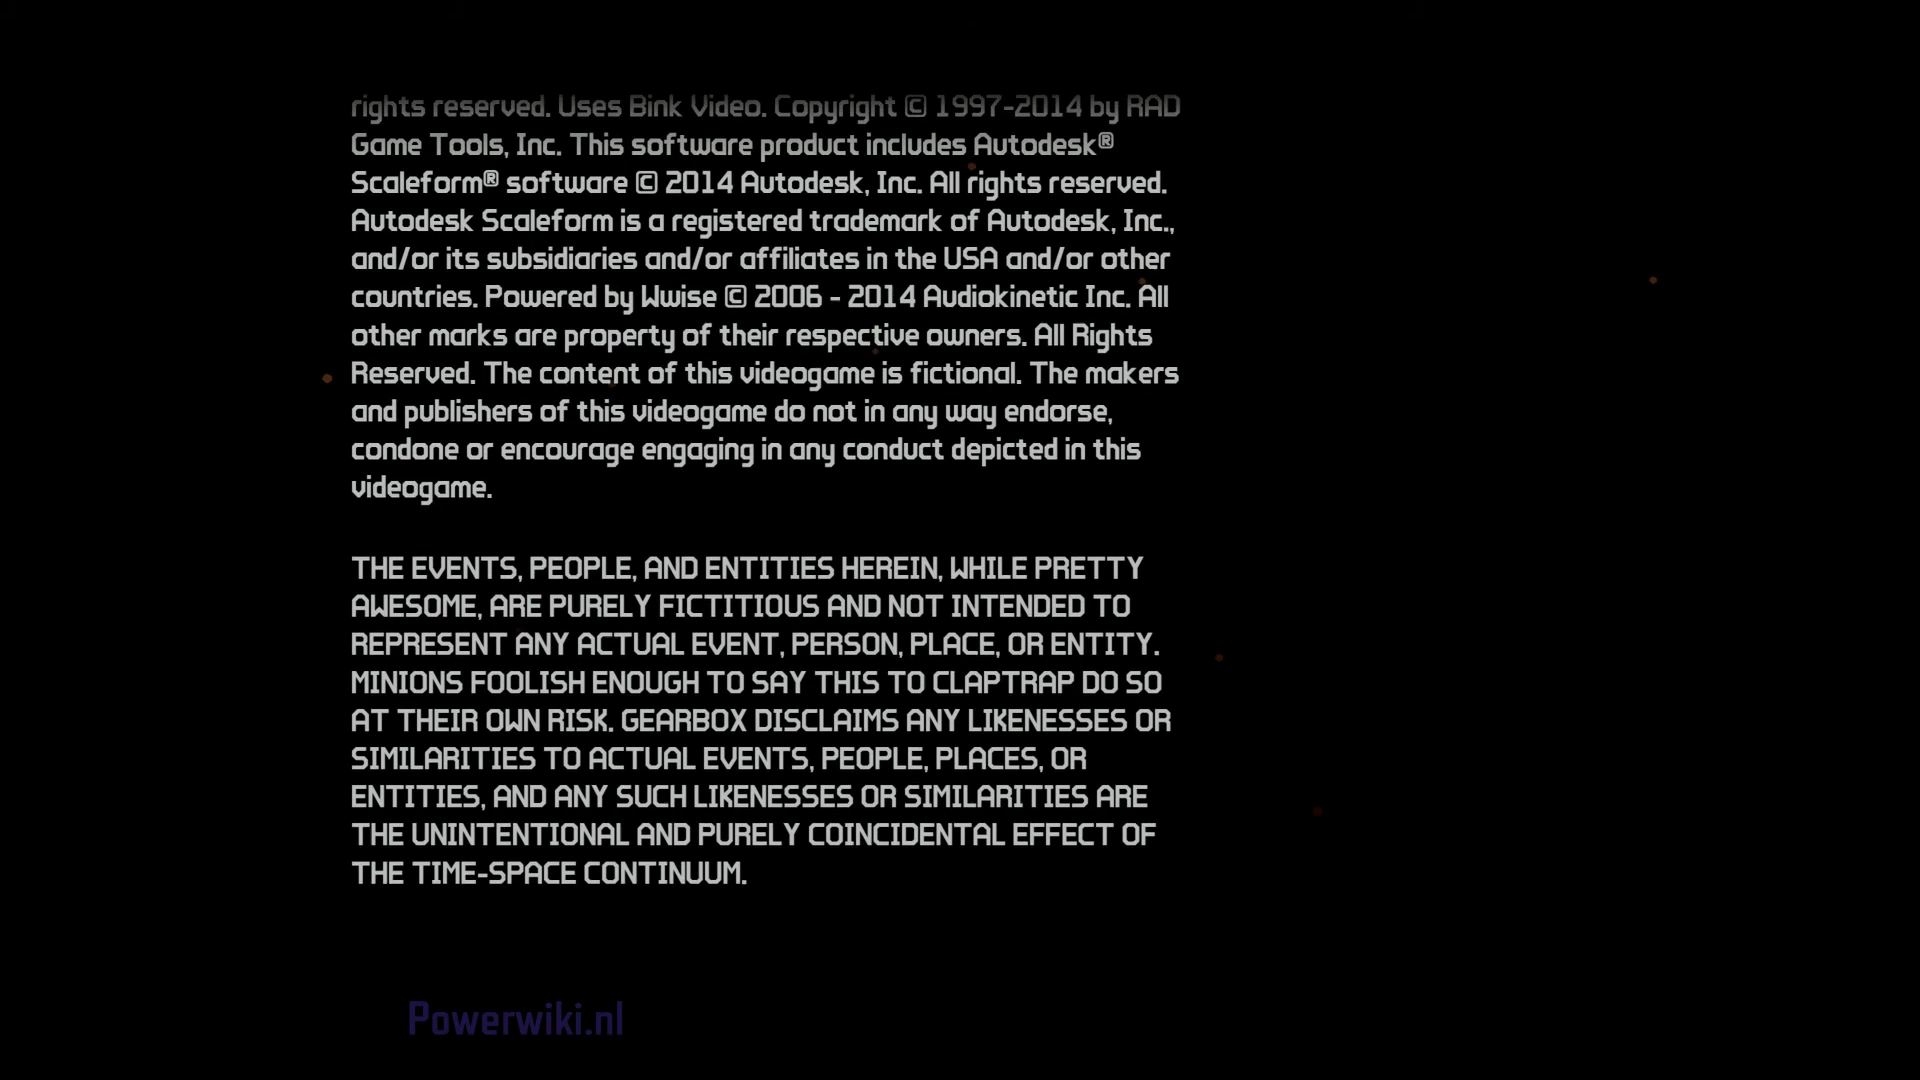 rights reserved. Uses Bink Video. Copyright © 1997-2014 by RAD
Game Tools, Inc. This software product includes Autodesk®
Scaleform® software © 2014 Autodesk, Inc. All rights reserved.
Autodesk Scaleform is a registered trademark of Autodesk, Inc.,
and/or its subsidiaries and/or affiliates in the USA and/or other
countries. Powered by Wwise © 2006 - 2014 Audiokinetic Inc. All
other marks are property of their respective owners. All Rights
Reserved. The content of this videogame is fictional. The makers
and publishers of this videogame do not in any way endorse,
condone or encourage engaging in any conduct depicted in this
videogame.
THE EVENTS, PEOPLE, AND ENTITIES HEREIN, WHILE PRETTY
AWESOME, ARE PURELY FICTITIOUS AND NOT INTENDED TO
REPRESENT ANY ACTUAL EVENT, PERSON, PLACE, OR ENTITY.
MINIONS FOOLISH ENOUGH TO SAY THIS TO CLAPTRAP DO SO
AT THEIR OWN RISK. GEARBOX DISCLAIMS ANY LIKENESSES OR
SIMILARITIES TO ACTUAL EVENTS, PEOPLE, PLACES, OR
ENTITIES, AND ANY SUCH LIKENESSES OR SIMILARITIES ARE
THE UNINTENTIONAL AND PURELY COINCIDENTAL EFFECT OF
THE TIME-SPACE CONTINUUM.
Powerwiki.nl